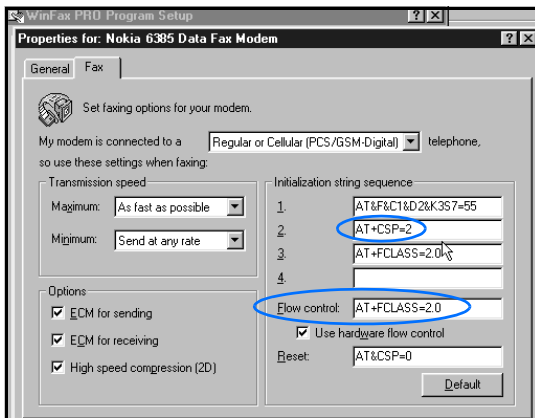 WinFax PRO Program Setup
Properties for: Nokia 6385 Data Fax Modem
General Fax
Set faxing options for your modem.
My modem is connected to a Regular or Cellular (PCS/GSM-Digital) telephone,
so use these settings when faxing:
Transmission speed
Maximum: As fast as possible
Minimum: Send at any rate
Options
ECM for sending
ECM for receiving
High speed compression (2D)
Initialization string sequence
1. AT&F&C1&D2&K3S7=55
2. AT+CSP=2
3. AT+FCLASS=2.0
4.
Flow control: AT+FCLASS=2.0
Use hardware flow control
Reset: AT&CSP=0
Default